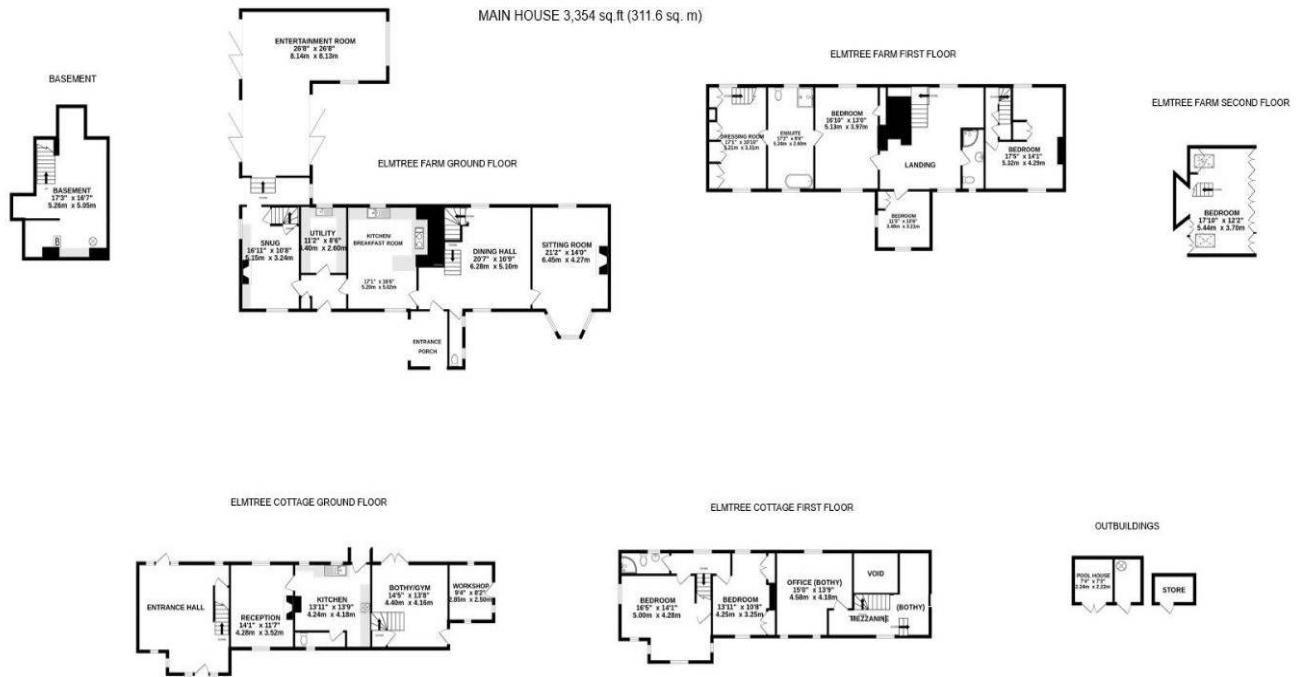 MAIN HOUSE 3,354 sq.ft (311.6 sq. m)
BASEMENT
BASEMENT
17'3" x 16'7"
5.26m x 5.05m
ELMTREE FARM GROUND FLOOR
ENTERTAINMENT ROOM
26'8" x 26'8"
8.14m x 8.13m
SNUG
16'11" x 10'8"
5.15m x 3.24m
UTILITY
11'2" x 8'6"
3.40m x 2.60m
KITCHEN/
BREAKFAST ROOM
DINING HALL
20'7" x 16'9"
6.28m x 5.10m
SITTING ROOM
21'2" x 14'0"
6.45m x 4.27m
ENTRANCE
PORCH
ELMTREE FARM FIRST FLOOR
DRESSING ROOM
17'1" x 10'10"
5.21m x 3.31m
ENSUITE
BEDROOM
16'10" x 13'0"
5.13m x 3.97m
LANDING
BEDROOM
17'5" x 14'1"
5.32m x 4.29m
BEDROOM
ELMTREE FARM SECOND FLOOR
BEDROOM
17'10" x 12'2"
5.44m x 3.70m
ELMTREE COTTAGE GROUND FLOOR
ENTRANCE HALL
RECEPTION
14'1" x 11'7"
4.28m x 3.52m
KITCHEN
13'11" x 13'9"
4.24m x 4.18m
BOTHY/GYM
14'5" x 13'8"
4.40m x 4.16m
WORKSHOP
9'4" x 8'2"
2.85m x 2.50m
ELMTREE COTTAGE FIRST FLOOR
BEDROOM
16'5" x 14'1"
5.00m x 4.28m
BEDROOM
13'11" x 10'8"
4.25m x 3.25m
OFFICE (BOTHY)
15'0" x 13'9"
4.58m x 4.18m
VOID
(BOTHY)
MEZZANINE
OUTBUILDINGS
POOL HOUSE
STORE